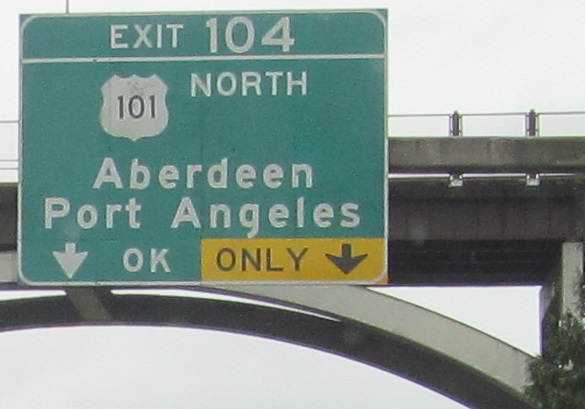 EXIT 104
101 NORTH
Aberdeen
Port Angeles
OK ONLY